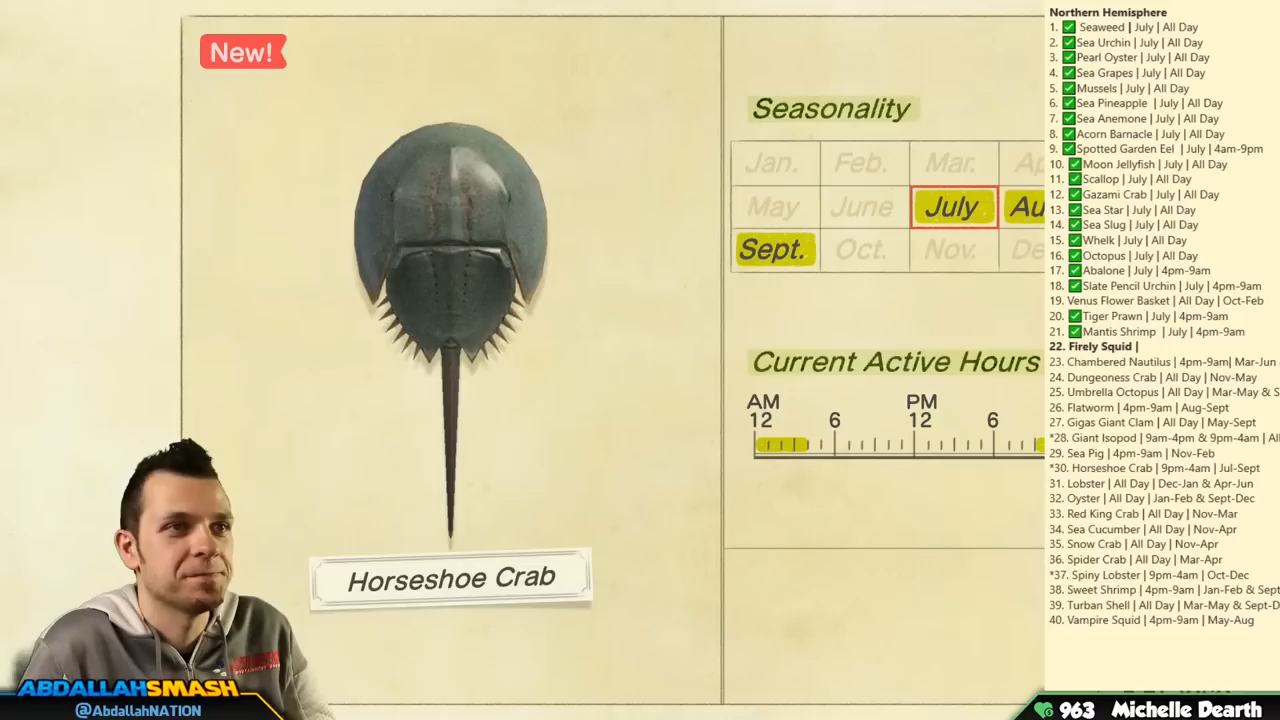 New!
Horseshoe Crab
Seasonality
Jan. Feb. Mar.
May June July
Sept. Oct. Nov.
Current Active Hours
AM PM
12 6 12 6
Northern Hemisphere
1. ✅ Seaweed | July | All Day
2. ✅Sea Urchin | July | All Day
3. ✅Pearl Oyster | July | All Day
4. ✅Sea Grapes | July | All Day
5. ✅Mussels | July | All Day
6. ✅Sea Pineapple | July | All Day
7. ✅Sea Anemone | July | All Day
8. ✅Acorn Barnacle | July | All Day
9. ✅Spotted Garden Eel | July | 4am-9pm
10. ✅Moon Jellyfish | July | All Day
11. ✅Scallop | July | All Day
12. ✅Gazami Crab | July | All Day
13. ✅Sea Star | July | All Day
14. ✅Sea Slug | July | All Day
15. ✅Whelk | July | All Day
16. ✅Octopus | July | All Day
17. ✅Abalone | July | 4pm-9am
18. ✅Slate Pencil Urchin | July | 4pm-9am
19. Venus Flower Basket | All Day | Oct-Feb
20. ✅Tiger Prawn | July | 4pm-9am
21. ✅Mantis Shrimp | July | 4pm-9am
22. Firely Squid |
23. Chambered Nautilus | 4pm-9am| Mar-Jun
24. Dungeoness Crab | All Day | Nov-May
25. Umbrella Octopus | All Day | Mar-May & S
26. Flatworm | 4pm-9am | Aug-Sept
27. Gigas Giant Clam | All Day | May-Sept
*28. Giant Isopod | 9am-4pm & 9pm-4am | Al
29. Sea Pig | 4pm-9am | Nov-Feb
*30. Horseshoe Crab | 9pm-4am | Jul-Sept
31. Lobster | All Day | Dec-Jan & Apr-Jun
32. Oyster | All Day | Jan-Feb & Sept-Dec
33. Red King Crab | All Day | Nov-Mar
34. Sea Cucumber | All Day | Nov-Apr
35. Snow Crab | All Day | Nov-Apr
36. Spider Crab | All Day | Mar-Apr
*37. Spiny Lobster | 9pm-4am | Oct-Dec
38. Sweet Shrimp | 4pm-9am | Jan-Feb & Sept
39. Turban Shell | All Day | Mar-May & Sept-D
40. Vampire Squid | 4pm-9am | May-Aug
ABDALLAHSMASH
@AbdallahNATION
963 Michelle Dearth